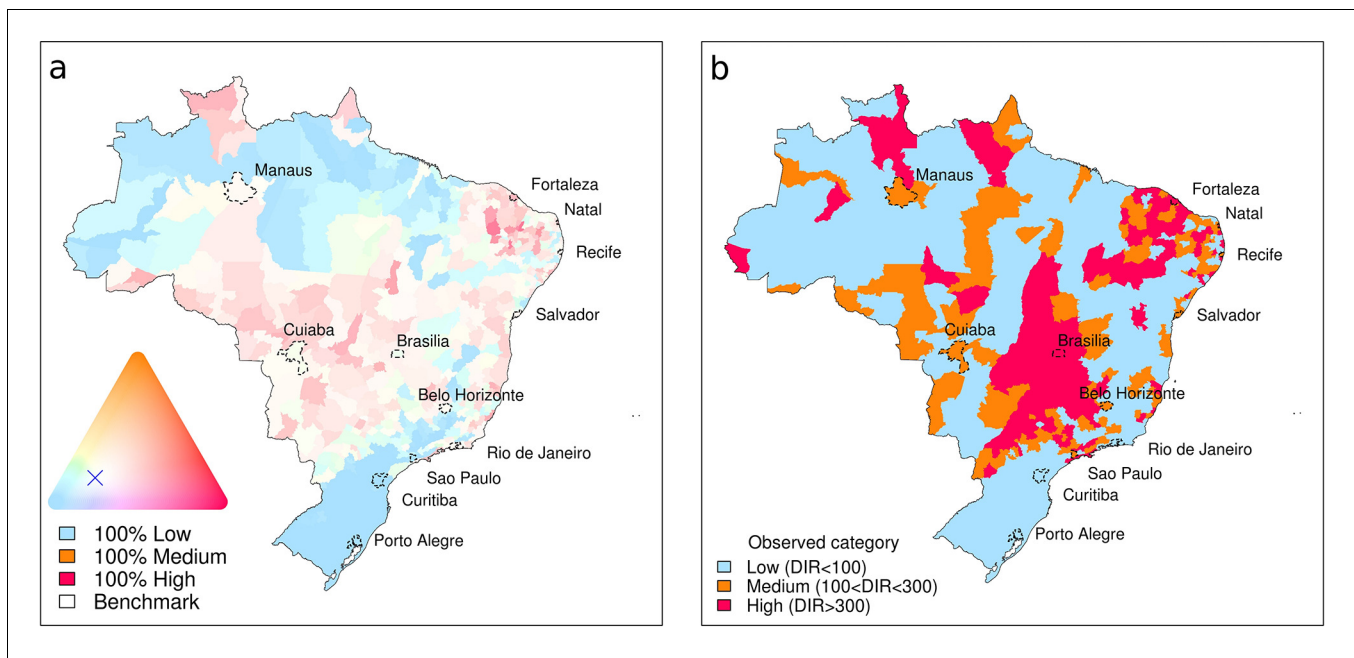 a
Manaus
Fortaleza
Natal
Recife
Salvador
Cuiaba
Brasilia
Belo Horizonte
Rio de Janeiro
Sao Paulo
Curitiba
Porto Alegre
100% Low
100% Medium
100% High
Benchmark
b
Manaus
Fortaleza
Natal
Recife
Salvador
Cuiaba
Brasilia
Belo Horizonte
Rio de Janeiro
Sao Paulo
Curitiba
Porto Alegre
Observed category
Low (DIR<100)
Medium (100<DIR<300)
High (DIR>300)